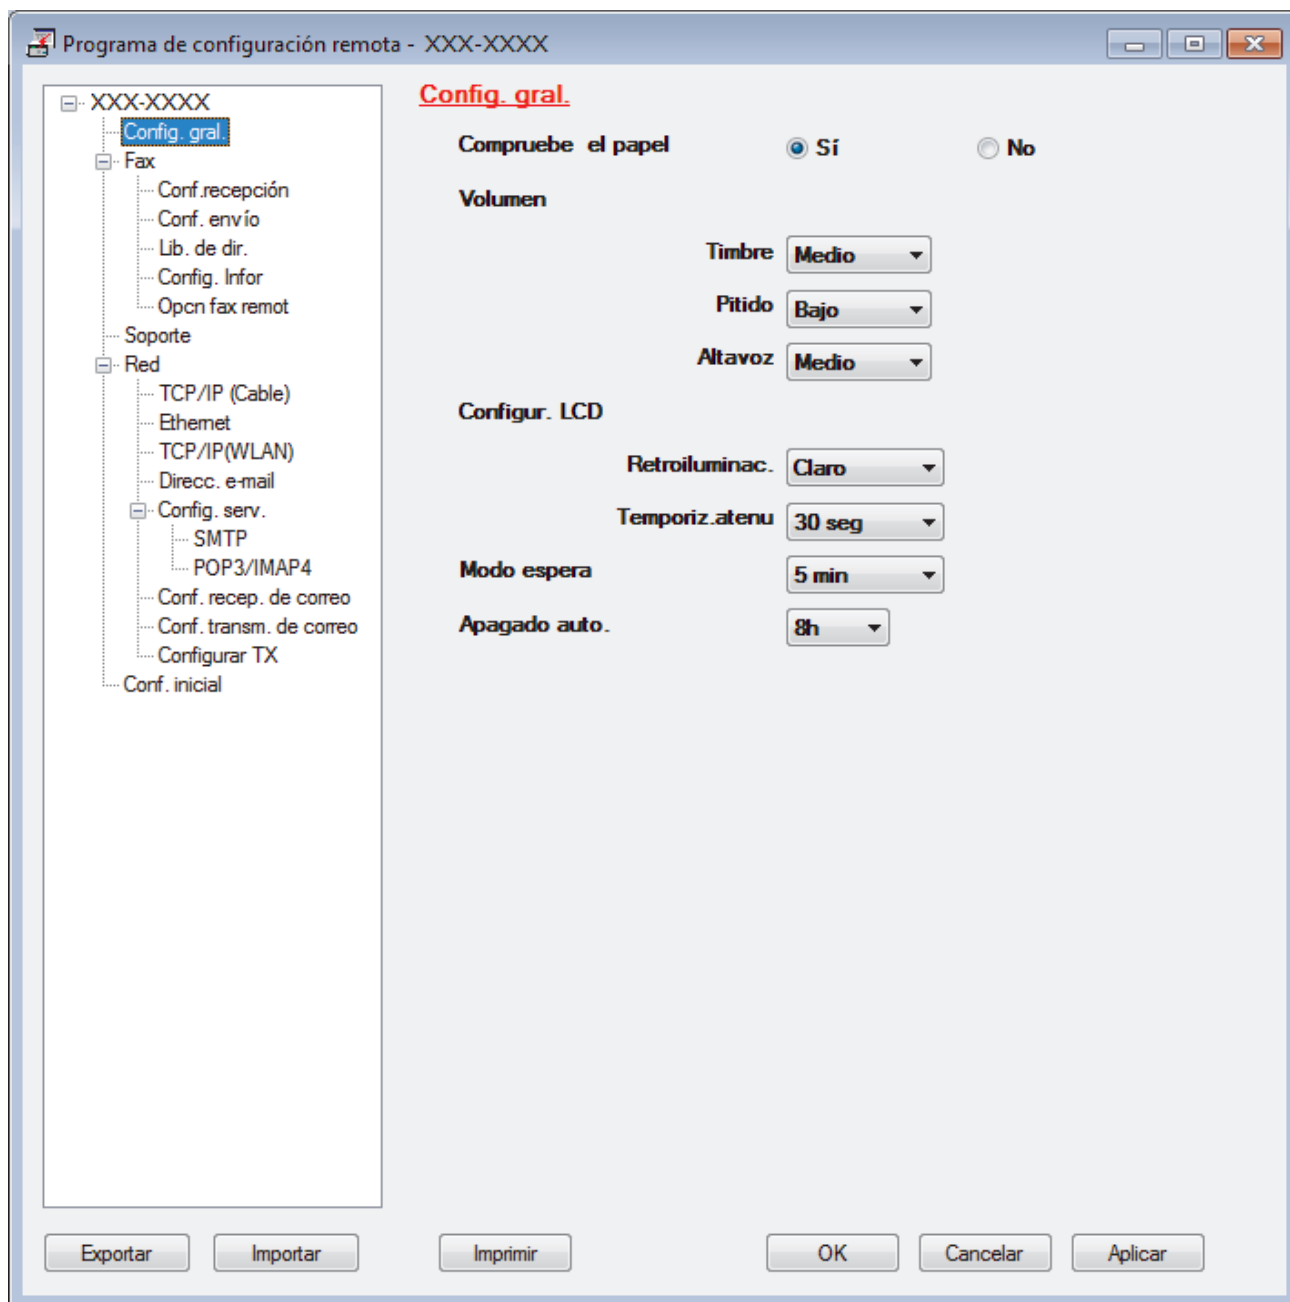 Programa de configuración remota - XXX-XXXX
XXX-XXXX
Config. gral.
Fax
Conf.recepción
Conf. envío
Lib. de dir.
Config. Infor
Opcn fax remot
Soporte
Red
TCP/IP (Cable)
Ethernet
TCP/IP(WLAN)
Direcc. e-mail
Config. serv.
SMTP
POP3/IMAP4
Conf. recep. de correo
Conf. transm. de correo
Configurar TX
Conf. inicial
Config. gral.
Compruebe el papel Sí No
Volumen
Timbre Medio
Pitido Bajo
Altavoz Medio
Configur. LCD
Retroiluminac. Claro
Temporiz.atenu 30 seg
Modo espera 5 min
Apagado auto. 8h
Exportar Importar Imprimir OK Cancelar Aplicar